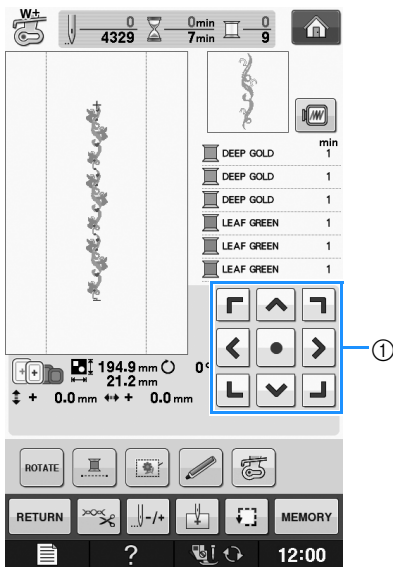 W+
0 0min 0
4329 7min 9
min
DEEP GOLD 1
DEEP GOLD 1
DEEP GOLD 1
LEAF GREEN 1
LEAF GREEN 1
LEAF GREEN 1
①
194.9 mm 0°
21.2 mm
+ 0.0 mm + 0.0 mm
ROTATE
RETURN -/+ MEMORY
? 12:00